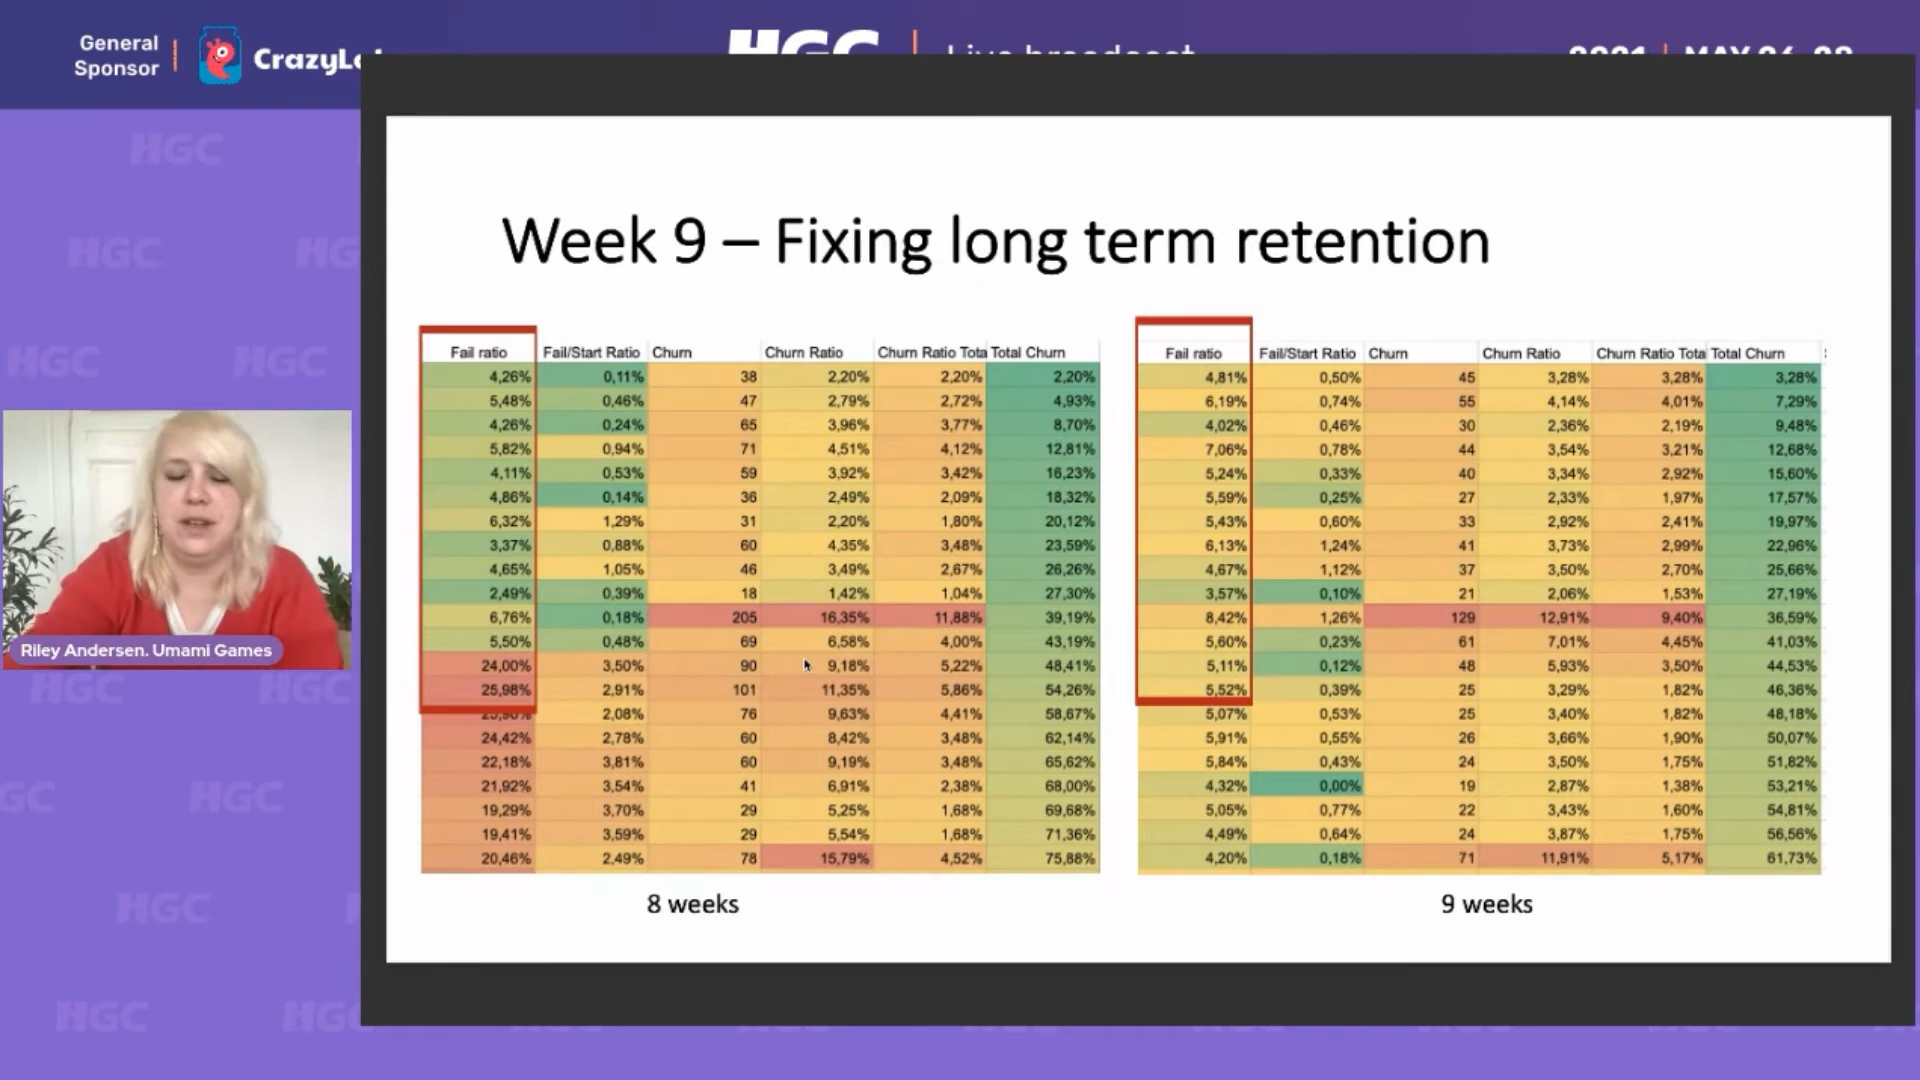 General
Sponsor
CrazyL
HGC
Live broadcast
2021 | MAY
Week 9 – Fixing long term retention
Fail ratio Fail/Start Ratio Churn Churn Ratio Churn Ratio Tota Total Churn
4,26% 0,11% 38 2,20% 2,20% 2,20%
5,48% 0,46% 47 2,79% 2,72% 4,93%
4,26% 0,24% 65 3,96% 3,77% 8,70%
5,82% 0,94% 71 4,51% 4,12% 12,81%
4,11% 0,53% 59 3,92% 3,42% 16,23%
4,86% 0,14% 36 2,49% 2,09% 18,32%
6,32% 1,29% 31 2,20% 1,80% 20,12%
3,37% 0,88% 60 4,35% 3,48% 23,59%
4,65% 1,05% 46 3,49% 2,67% 26,26%
2,49% 0,39% 18 1,42% 1,04% 27,30%
6,76% 0,18% 205 16,35% 11,88% 39,19%
5,50% 0,48% 69 6,58% 4,00% 43,19%
24,00% 3,50% 90 9,18% 5,22% 48,41%
25,98% 2,91% 101 11,35% 5,86% 54,26%
2,08% 76 9,63% 4,41% 58,67%
24,42% 2,78% 60 8,42% 3,48% 62,14%
22,18% 3,81% 60 9,19% 3,48% 65,62%
21,92% 3,54% 41 6,91% 2,38% 68,00%
19,29% 3,70% 29 5,25% 1,68% 69,68%
19,41% 3,59% 29 5,54% 1,68% 71,36%
20,46% 2,49% 78 15,79% 4,52% 75,88%
8 weeks
Fail ratio Fail/Start Ratio Churn Churn Ratio Churn Ratio Tota Total Churn
4,81% 0,50% 45 3,28% 3,28% 3,28%
6,19% 0,74% 55 4,14% 4,01% 7,29%
4,02% 0,46% 30 2,36% 2,19% 9,48%
7,06% 0,78% 44 3,54% 3,21% 12,68%
5,24% 0,33% 40 3,34% 2,92% 15,60%
5,59% 0,25% 27 2,33% 1,97% 17,57%
5,43% 0,60% 33 2,92% 2,41% 19,97%
6,13% 1,24% 41 3,73% 2,99% 22,96%
4,67% 1,12% 37 3,50% 2,70% 25,66%
3,57% 0,10% 21 2,06% 1,53% 27,19%
8,42% 1,26% 129 12,91% 9,40% 36,59%
5,60% 0,23% 61 7,01% 4,45% 41,03%
5,11% 0,12% 48 5,93% 3,50% 44,53%
5,52% 0,39% 25 3,29% 1,82% 46,36%
5,07% 0,53% 25 3,40% 1,82% 48,18%
5,91% 0,55% 26 3,66% 1,90% 50,07%
5,84% 0,43% 24 3,50% 1,75% 51,82%
4,32% 0,00% 19 2,87% 1,38% 53,21%
5,05% 0,77% 22 3,43% 1,60% 54,81%
4,49% 0,64% 24 3,87% 1,75% 56,56%
4,20% 0,18% 71 11,91% 5,17% 61,73%
9 weeks
Riley Andersen. Umami Games